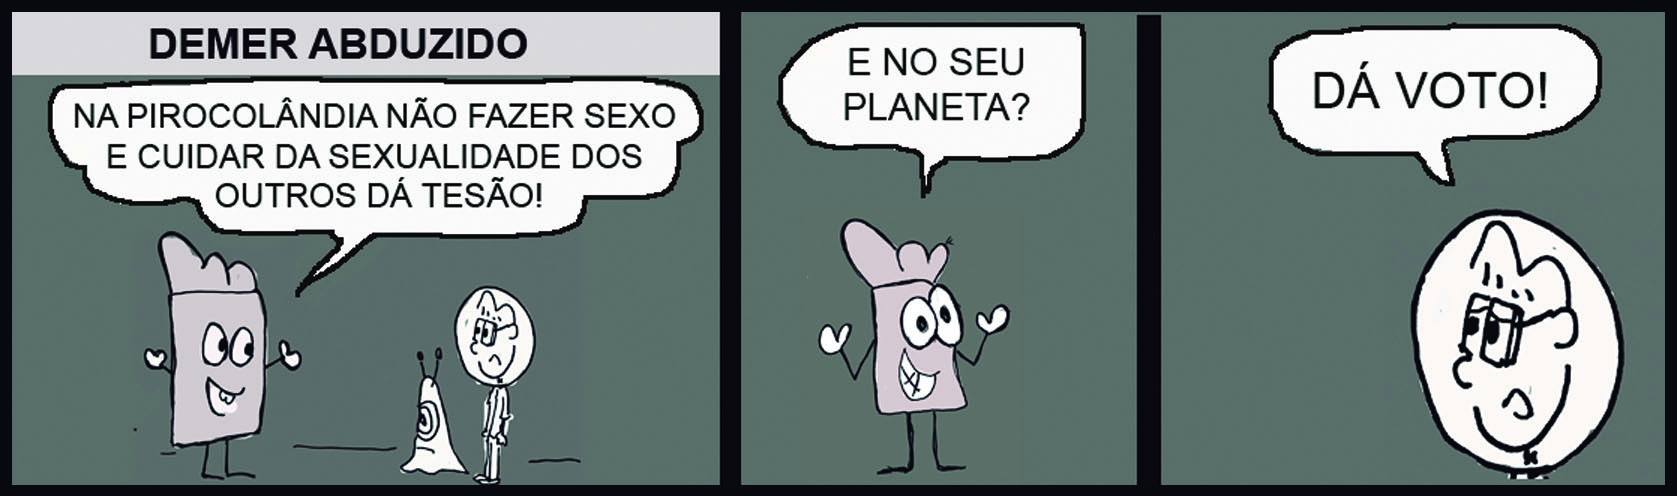 DEMER ABDUZIDO
NA PIROCOLÂNDIA NÃO FAZER SEXO
E CUIDAR DA SEXUALIDADE DOS
OUTROS DÁ TESÃO!
E NO SEU
PLANETA?
DÁ VOTO!